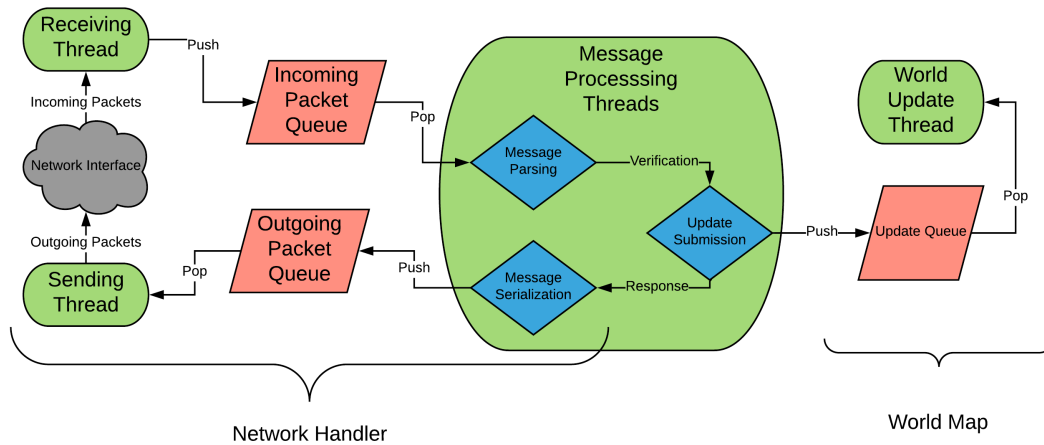 Receiving
Thread
Push
Incoming Packets
Network Interface
Outgoing Packets
Sending
Thread
Pop
Incoming
Packet
Queue
Pop
Outgoing
Packet
Queue
Push
Message
Processsing
Threads
Message
Parsing
Verification
Update
Submission
Response
Message
Serialization
Push
World
Update
Thread
Pop
Update Queue
Network Handler
World Map